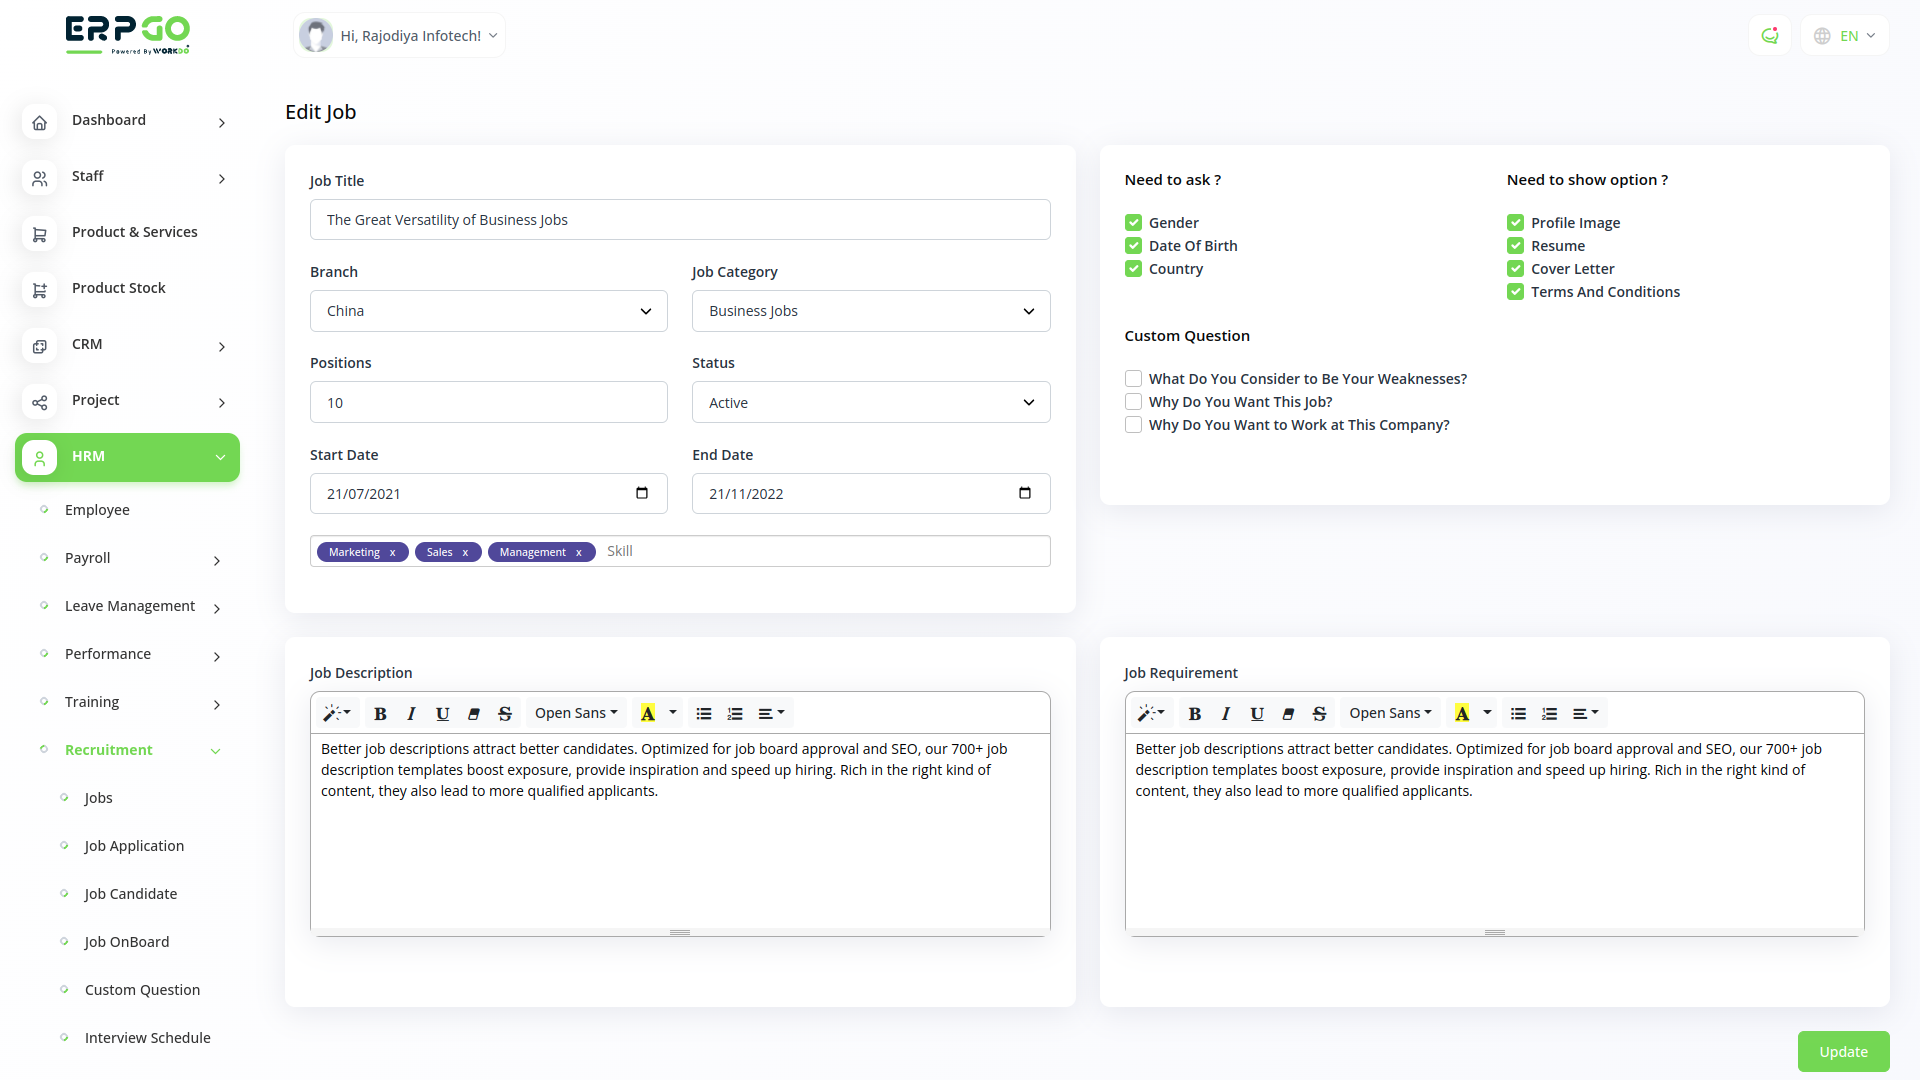 ERPGO
Powered By WORKDO
Hi, Rajodiya Infotech!
EN
Dashboard
Staff
Product & Services
Product Stock
CRM
Project
HRM
Employee
Payroll
Leave Management
Performance
Training
Recruitment
Jobs
Job Application
Job Candidate
Job OnBoard
Custom Question
Interview Schedule
Edit Job
Job Title
The Great Versatility of Business Jobs
Branch
Job Category
China
Business Jobs
Positions
Status
10
Active
Start Date
End Date
21/07/2021
21/11/2022
Marketing x Sales x Management x Skill
Need to ask ?
Gender
Date Of Birth
Country
Need to show option ?
Profile Image
Resume
Cover Letter
Terms And Conditions
Custom Question
What Do You Consider to Be Your Weaknesses?
Why Do You Want This Job?
Why Do You Want to Work at This Company?
Job Description
B I U S Open Sans A
Better job descriptions attract better candidates. Optimized for job board approval and SEO, our 700+ job
description templates boost exposure, provide inspiration and speed up hiring. Rich in the right kind of
content, they also lead to more qualified applicants.
Job Requirement
B I U S Open Sans A
Better job descriptions attract better candidates. Optimized for job board approval and SEO, our 700+ job
description templates boost exposure, provide inspiration and speed up hiring. Rich in the right kind of
content, they also lead to more qualified applicants.
Update